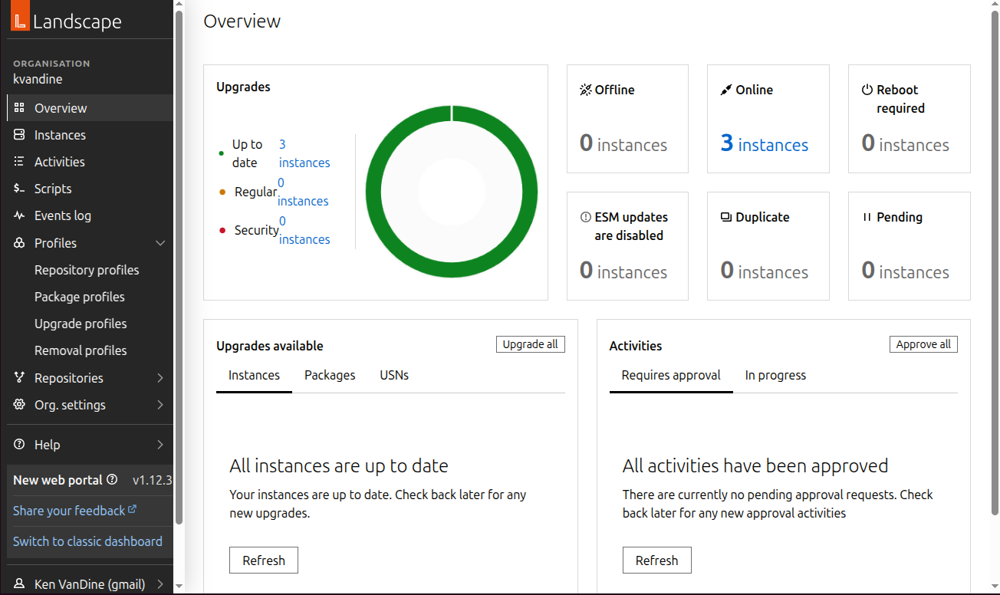 Landscape
ORGANISATION
kvandine
Overview
Instances
Activities
Scripts
Events log
Profiles
Repository profiles
Package profiles
Upgrade profiles
Removal profiles
Repositories
Org. settings
Help
New web portal v1.12.3
Share your feedback
Switch to classic dashboard
Ken VanDine (gmail)
Overview
Upgrades
Up to date
3 instances
Regular
0 instances
Security
0 instances
Offline
0 instances
Online
3 instances
Reboot
required
0 instances
ESM updates
are disabled
0 instances
Duplicate
0 instances
Pending
0 instances
Upgrades available
Upgrade all
Instances Packages USNs
All instances are up to date
Your instances are up to date. Check back later for any
new upgrades.
Refresh
Activities
Approve all
Requires approval In progress
All activities have been approved
There are currently no pending approval requests. Check
back later for any new approval activities
Refresh